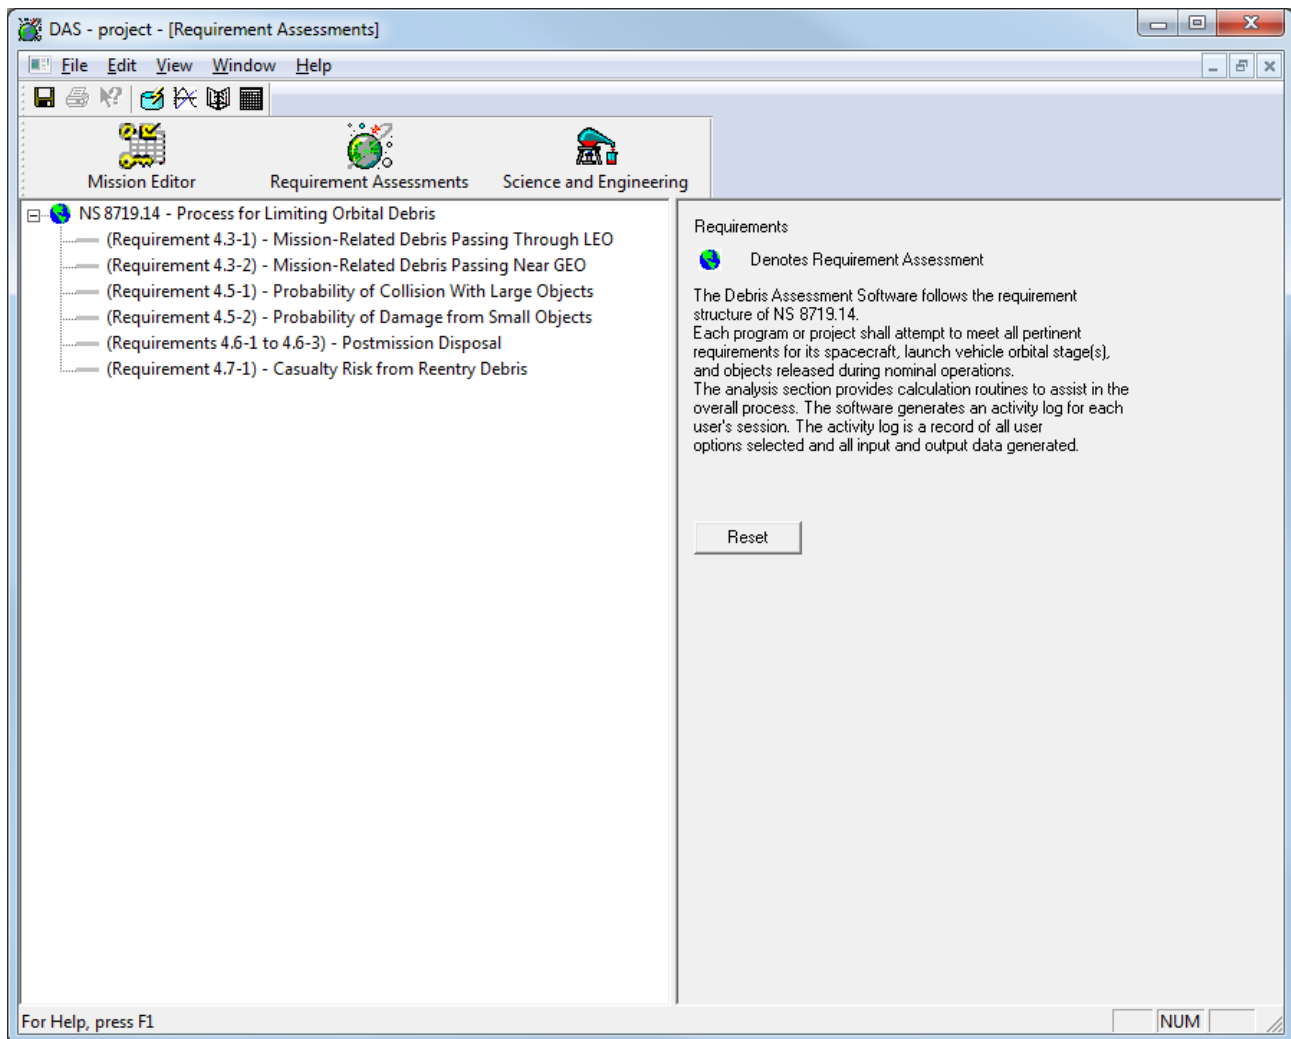 DAS - project - [Requirement Assessments]
File Edit View Window Help
Mission Editor Requirement Assessments Science and Engineering
NS 8719.14 - Process for Limiting Orbital Debris
(Requirement 4.3-1) - Mission-Related Debris Passing Through LEO
(Requirement 4.3-2) - Mission-Related Debris Passing Near GEO
(Requirement 4.5-1) - Probability of Collision With Large Objects
(Requirement 4.5-2) - Probability of Damage from Small Objects
(Requirements 4.6-1 to 4.6-3) - Postmission Disposal
(Requirement 4.7-1) - Casualty Risk from Reentry Debris
Requirements
Denotes Requirement Assessment
The Debris Assessment Software follows the requirement
structure of NS 8719.14.
Each program or project shall attempt to meet all pertinent
requirements for its spacecraft, launch vehicle orbital stage(s),
and objects released during nominal operations.
The analysis section provides calculation routines to assist in the
overall process. The software generates an activity log for each
user's session. The activity log is a record of all user
options selected and all input and output data generated.
Reset
For Help, press F1
NUM